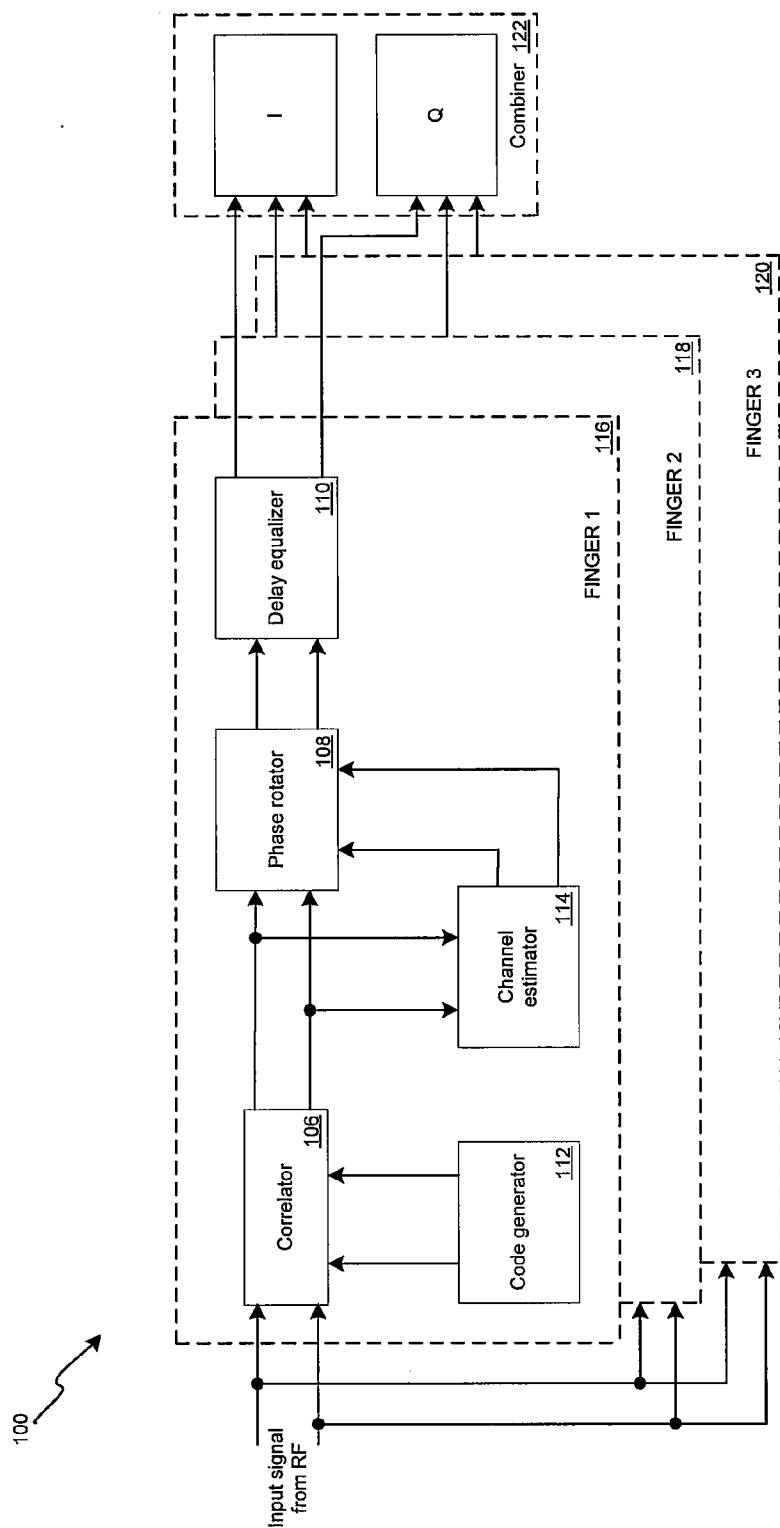 100
Input signal
from RF
Correlator
106
Code generator
112
Channel
estimator
114
Phase rotator
108
Delay equalizer
110
FINGER 1
116
FINGER 2
118
FINGER 3
120
I
Q
Combiner
122